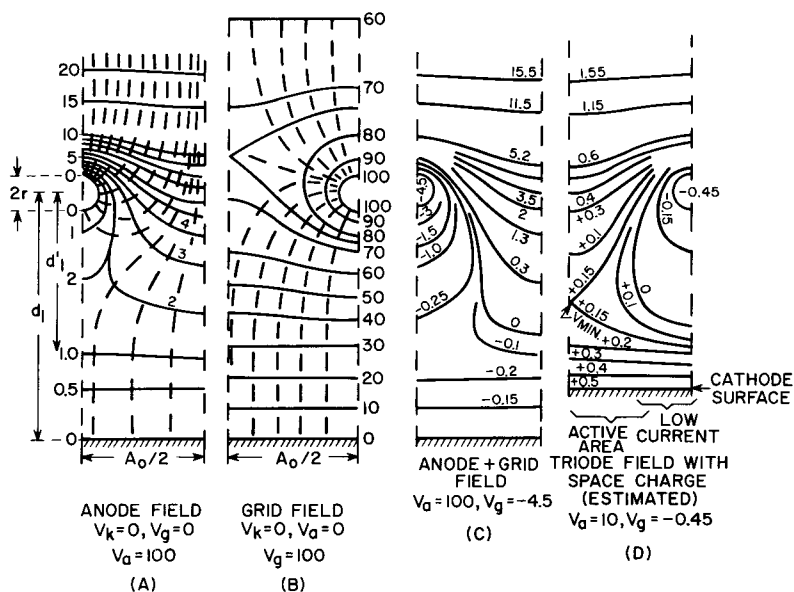 20
15
10
5
0
0
2
1.0
0.5
0
2r
d'1
d1
4
3
2
A₀/2
ANODE FIELD
Vk=0, Vg=0
Va=100
(A)
60
70
80
90
100
100
90
80
70
60
50
40
30
20
10
0
A₀/2
GRID FIELD
Vk=0, Va=0
Vg=100
(B)
15.5
11.5
5.2
3.5
2
1.3
0.3
-4.5
-3
-1.5
-1.0
-0.25
0
-0.1
-0.2
-0.15
ANODE + GRID
FIELD
Va=100, Vg=-4.5
(C)
1.55
1.15
0.6
0.4
+0.3
+0.1
-0.45
-0.15
+0.15
0
+0.1
VMIN.
+0.15
+0.2
+0.3
+0.4
+0.5
CATHODE
SURFACE
ACTIVE
AREA
LOW
CURRENT
TRIODE FIELD WITH
SPACE CHARGE
(ESTIMATED)
Va=10, Vg=-0.45
(D)